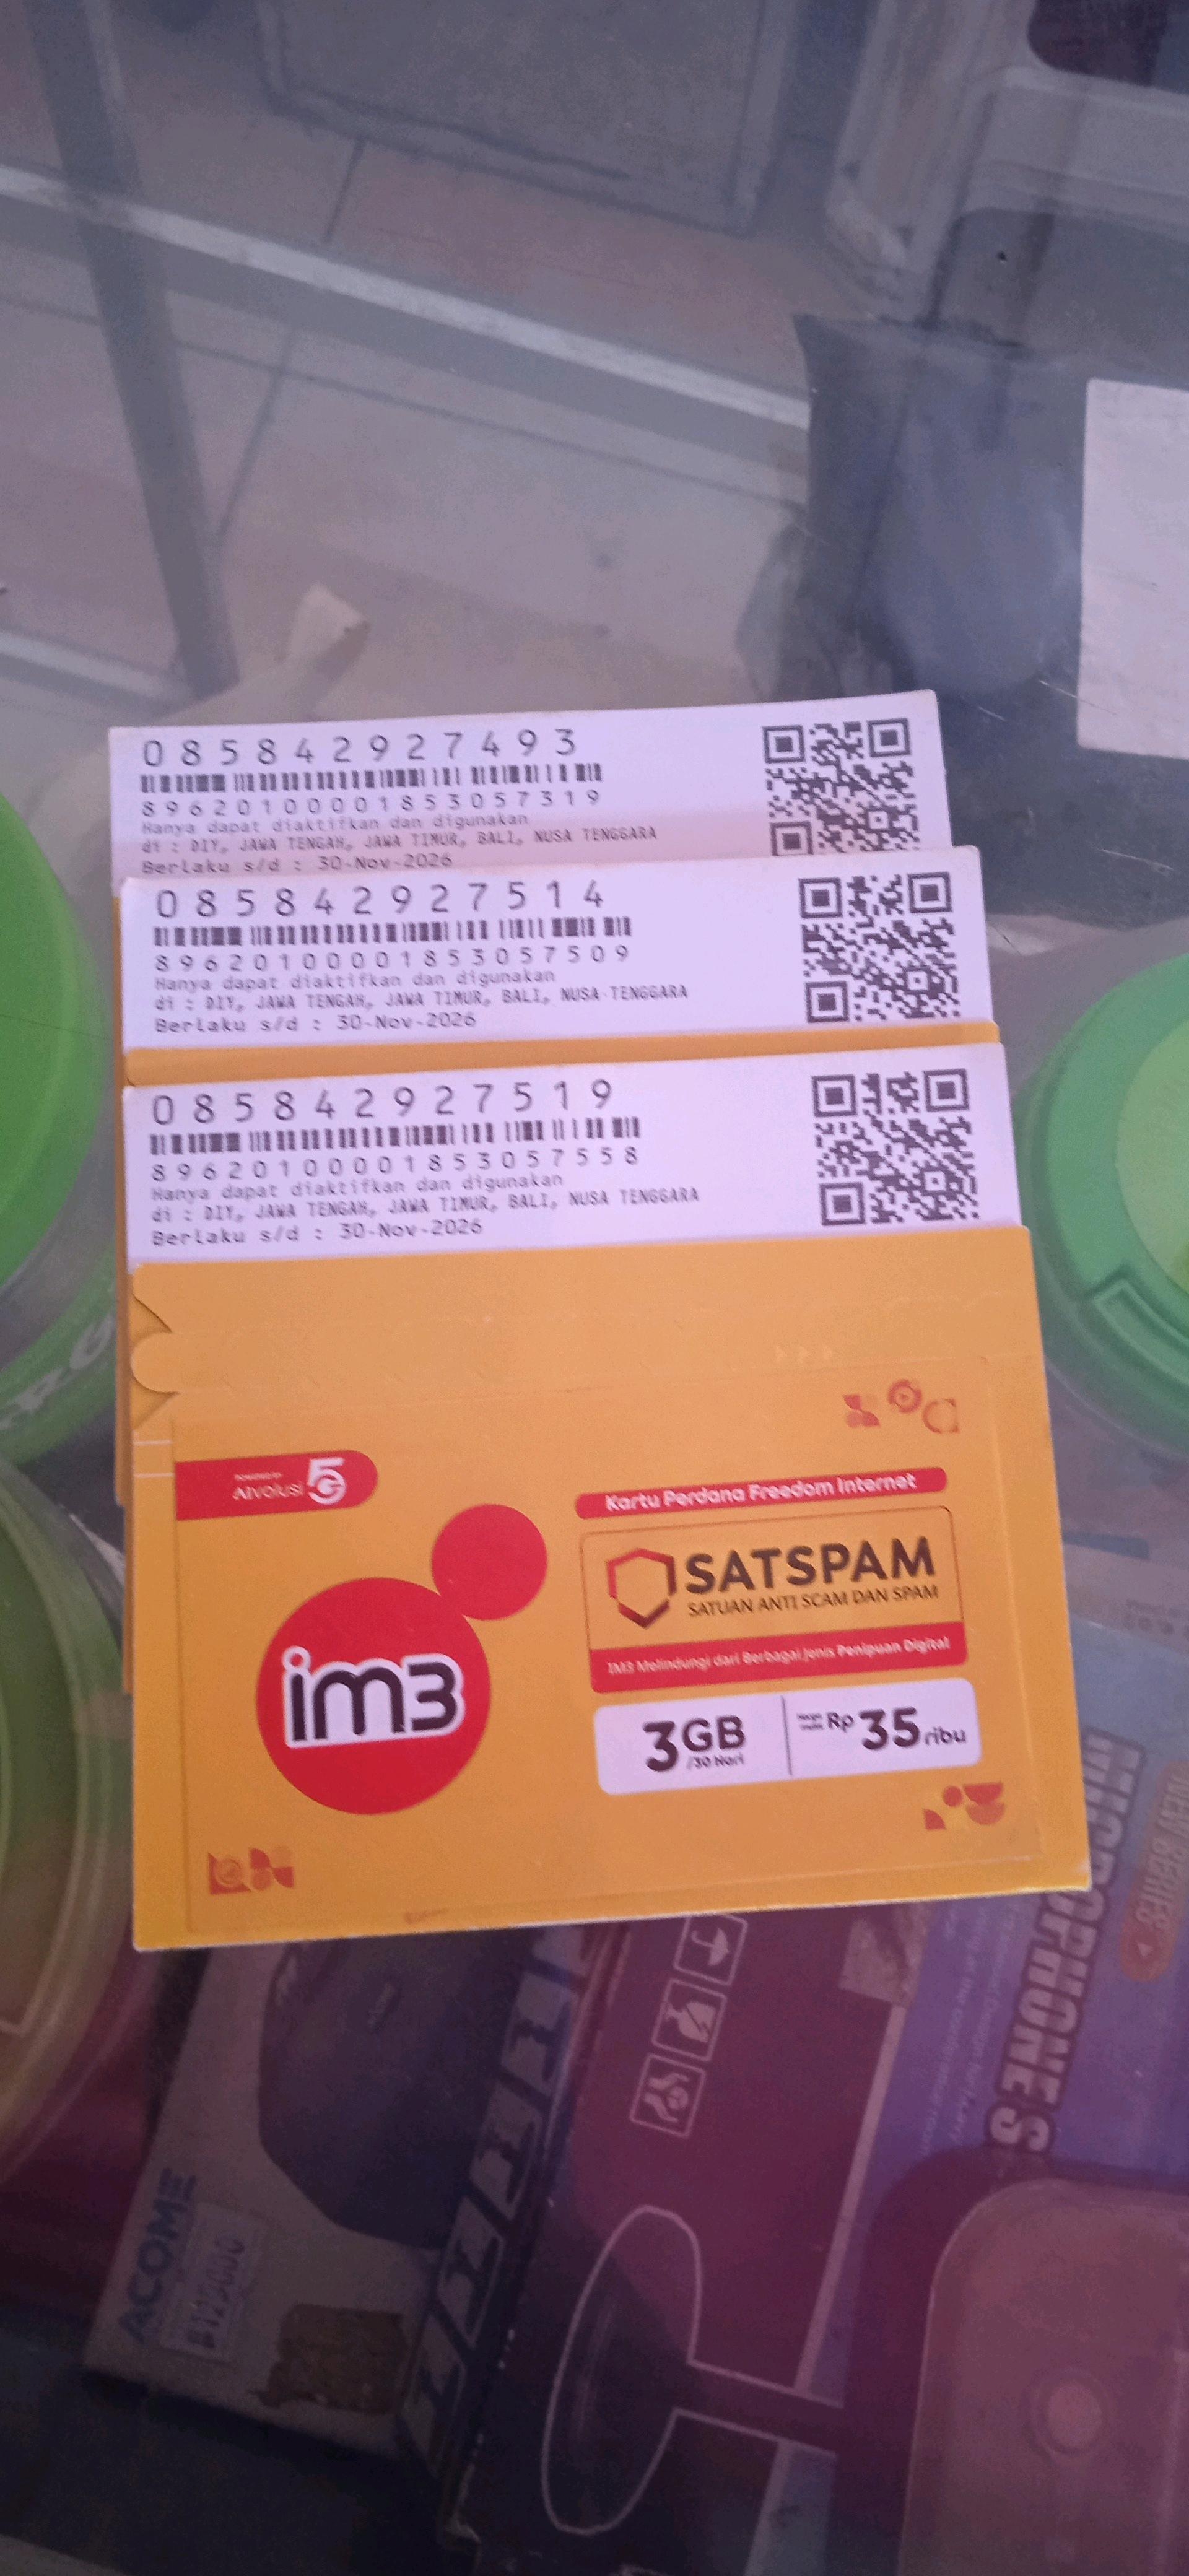 085842927493
89620100001853057319
Hanya dapat diaktifkan dan digunakan
di : DIY, JAWA TENGAH, JAWA TIMUR, BALI, NUSA TENGGARA
Berlaku s/d : 30-Nov-2026
085842927514
89620100001853057509
Hanya dapat diaktifkan dan digunakan
di : DIY, JAWA TENGAH, JAWA TIMUR, BALI, NUSA TENGGARA
Berlaku s/d : 30-Nov-2026
085842927519
89620100001853057558
Hanya dapat diaktifkan dan digunakan
di : DIY, JAWA TENGAH, JAWA TIMUR, BALI, NUSA TENGGARA
Berlaku s/d : 30-Nov-2026
POWERED BY
AIvolusi 5G
Kartu Perdana Freedom Internet
SATSPAM
SATUAN ANTI SCAM DAN SPAM
IM3 Melindungi dari Berbagai Jenis Penipuan Digital
im3
3GB
/30 Hari
Rp 35 ribu
MICROPHONE S
ACOME